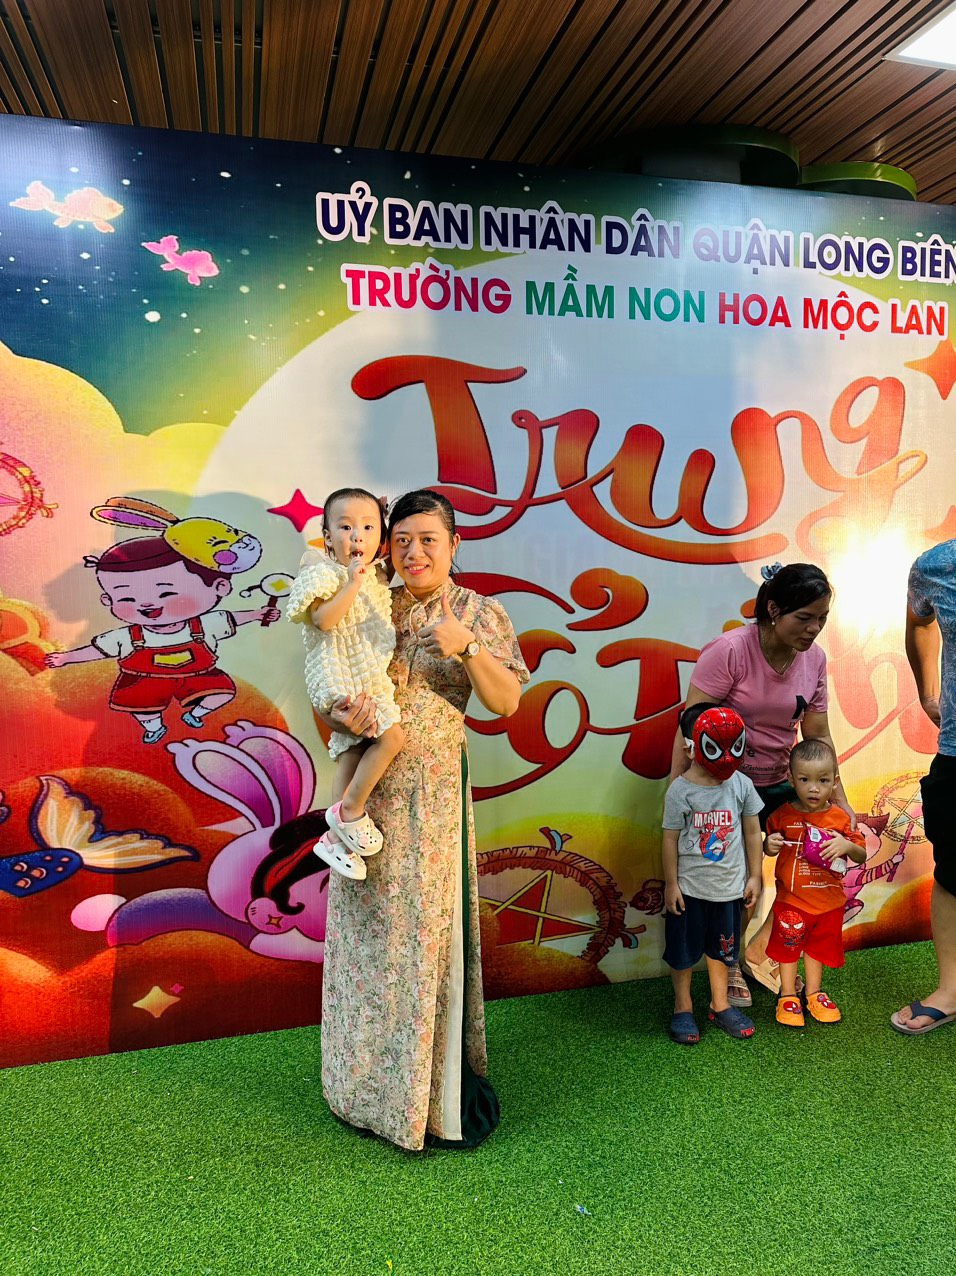 UỶ BAN NHÂN DÂN QUẬN LONG BIÊN
TRƯỜNG MẦM NON HOA MỘC LAN
Trung
MARVEL